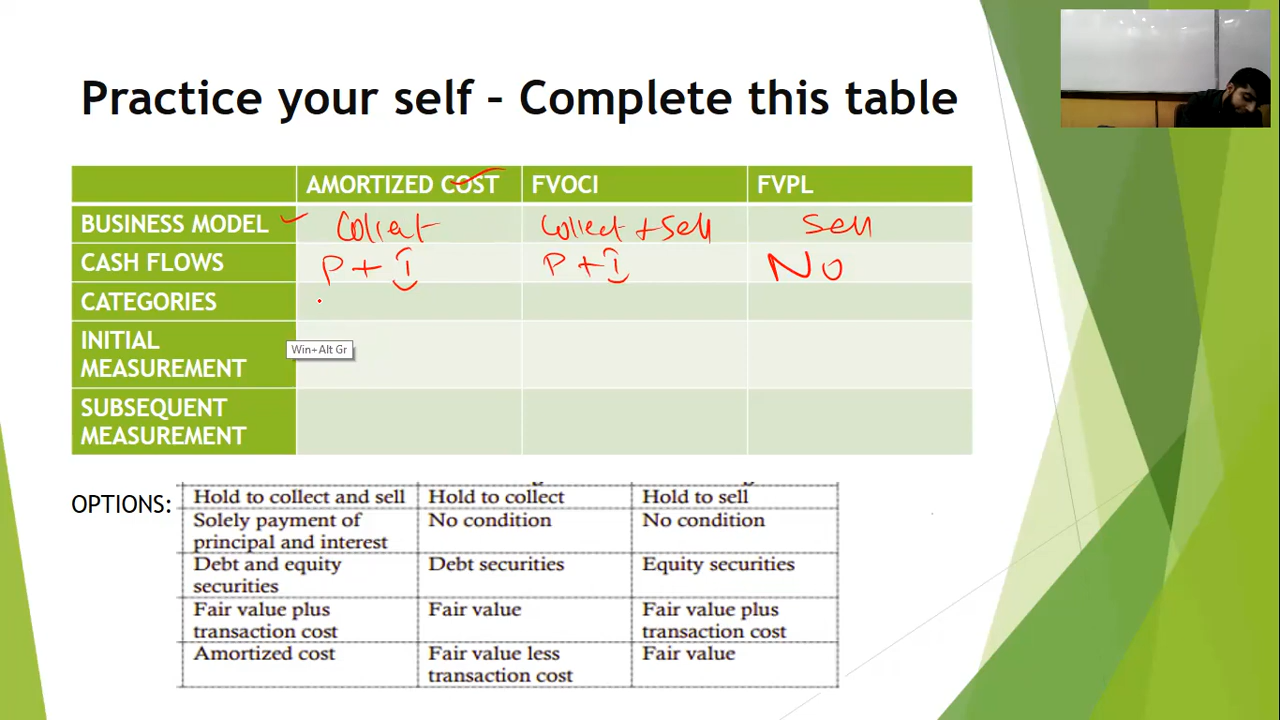 Practice your self – Complete this table
AMORTIZED COST FVOCI FVPL
BUSINESS MODEL Collect Collect + Sell Sell
CASH FLOWS P + I P + I NO
CATEGORIES
INITIAL
MEASUREMENT
Win+Alt Gr
SUBSEQUENT
MEASUREMENT
OPTIONS:
Hold to collect and sell Hold to collect Hold to sell
Solely payment of principal and interest No condition No condition
Debt and equity securities Debt securities Equity securities
Fair value plus transaction cost Fair value Fair value plus transaction cost
Amortized cost Fair value less transaction cost Fair value